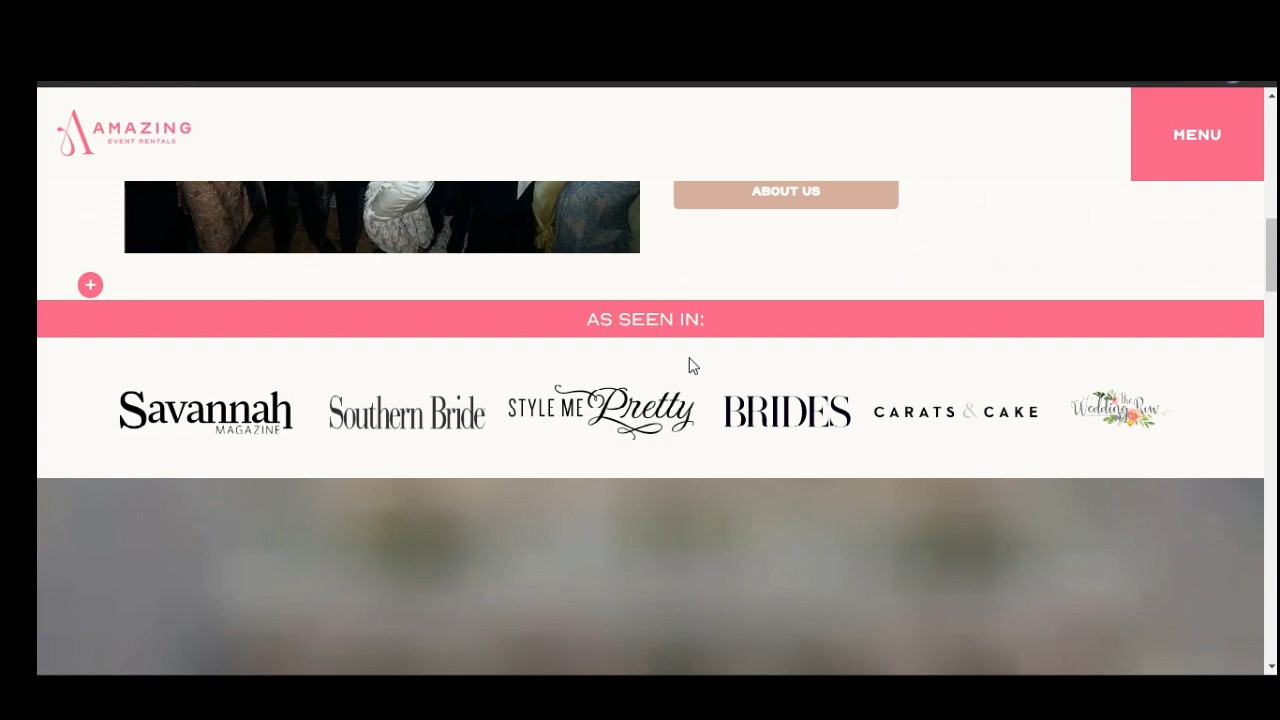 AMAZING
EVENT RENTALS
MENU
ABOUT US
+
AS SEEN IN:
Savannah
MAGAZINE
Southern Bride
STYLE ME Pretty
BRIDES
CARATS & CAKE
The
Wedding Row